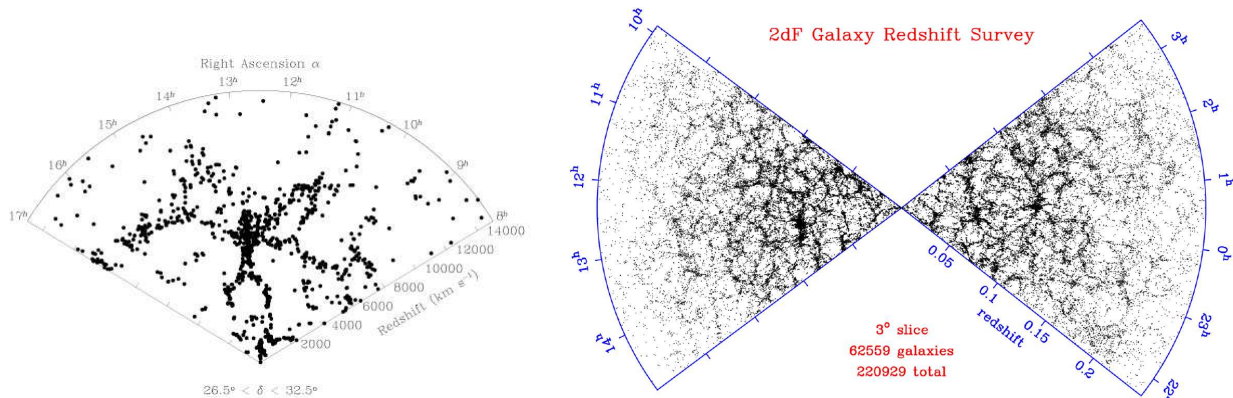 Right Ascension α
17ʰ
16ʰ
15ʰ
14ʰ
13ʰ
12ʰ
11ʰ
10ʰ
9ʰ
8ʰ
14000
12000
10000
8000
6000
4000
2000
Redshift (km s⁻¹)
26.5° < δ < 32.5°
2dF Galaxy Redshift Survey
10ʰ
11ʰ
12ʰ
13ʰ
14ʰ
3ʰ
2ʰ
1ʰ
0ʰ
23ʰ
22ʰ
0.05
0.1
0.15
0.2
redshift
3° slice
62559 galaxies
220929 total